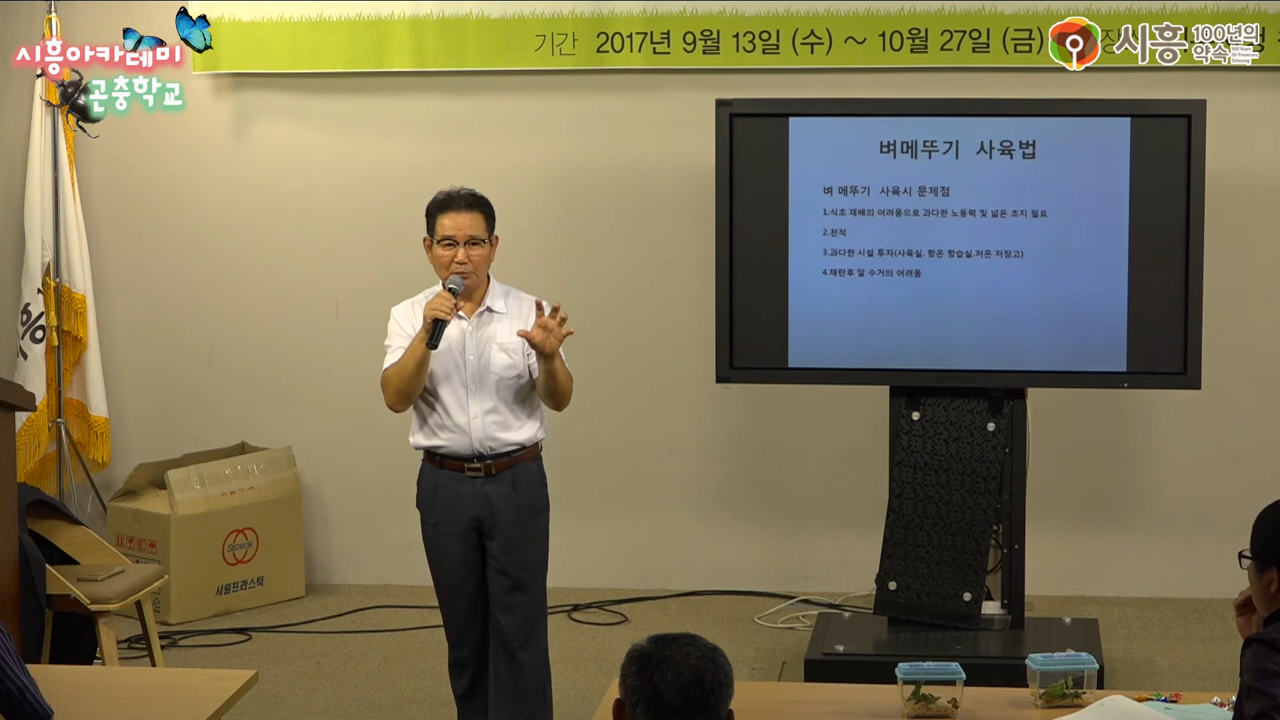 기간 2017년 9월 13일 (수) ~ 10월 27일 (금)
시흥아카데미
곤충학교
시흥 100년의
약속
벼메뚜기 사육법
벼 메뚜기 사육시 문제점
1.식초 재배의 어려움으로 과다한 노동력 및 넓은 초지 필요
2.천적
3.과다한 시설 투자(사육실. 항온 항습실.저온 저장고)
4.채란후 알 수거의 어려움
SEOWON
서원프라스틱